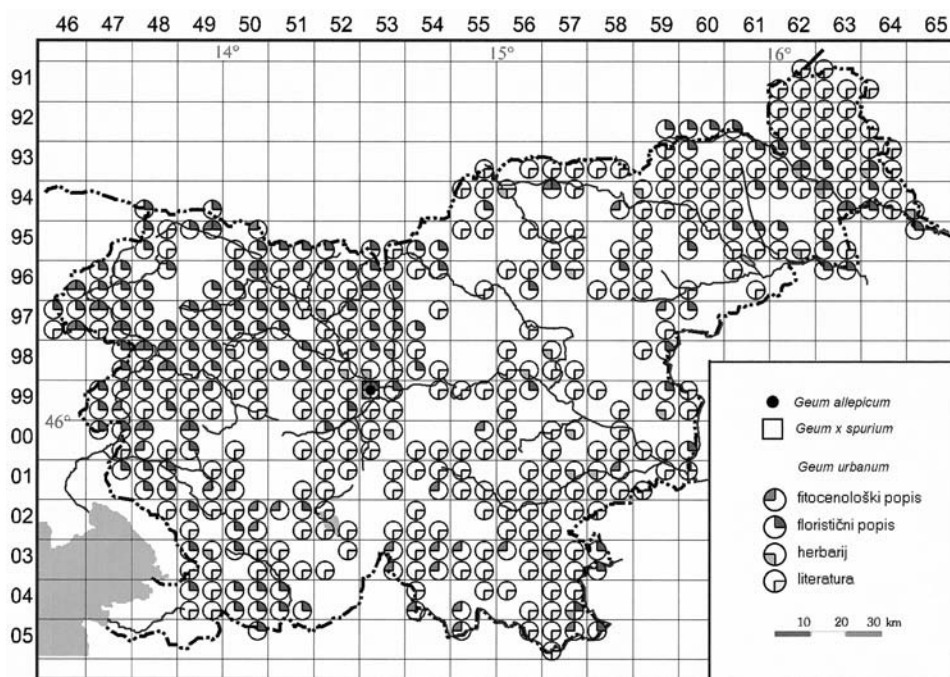 46 47 48 49 50 51 52 53 54 55 56 57 58 59 60 61 62 63 64 65
14° 15° 16°
91
92
93
94
95
96
97
98
99
46°
00
01
02
03
04
05
Geum allepicum
Geum x spurium
Geum urbanum
fitocenološki popis
floristični popis
herbarij
literatura
10 20 30 km